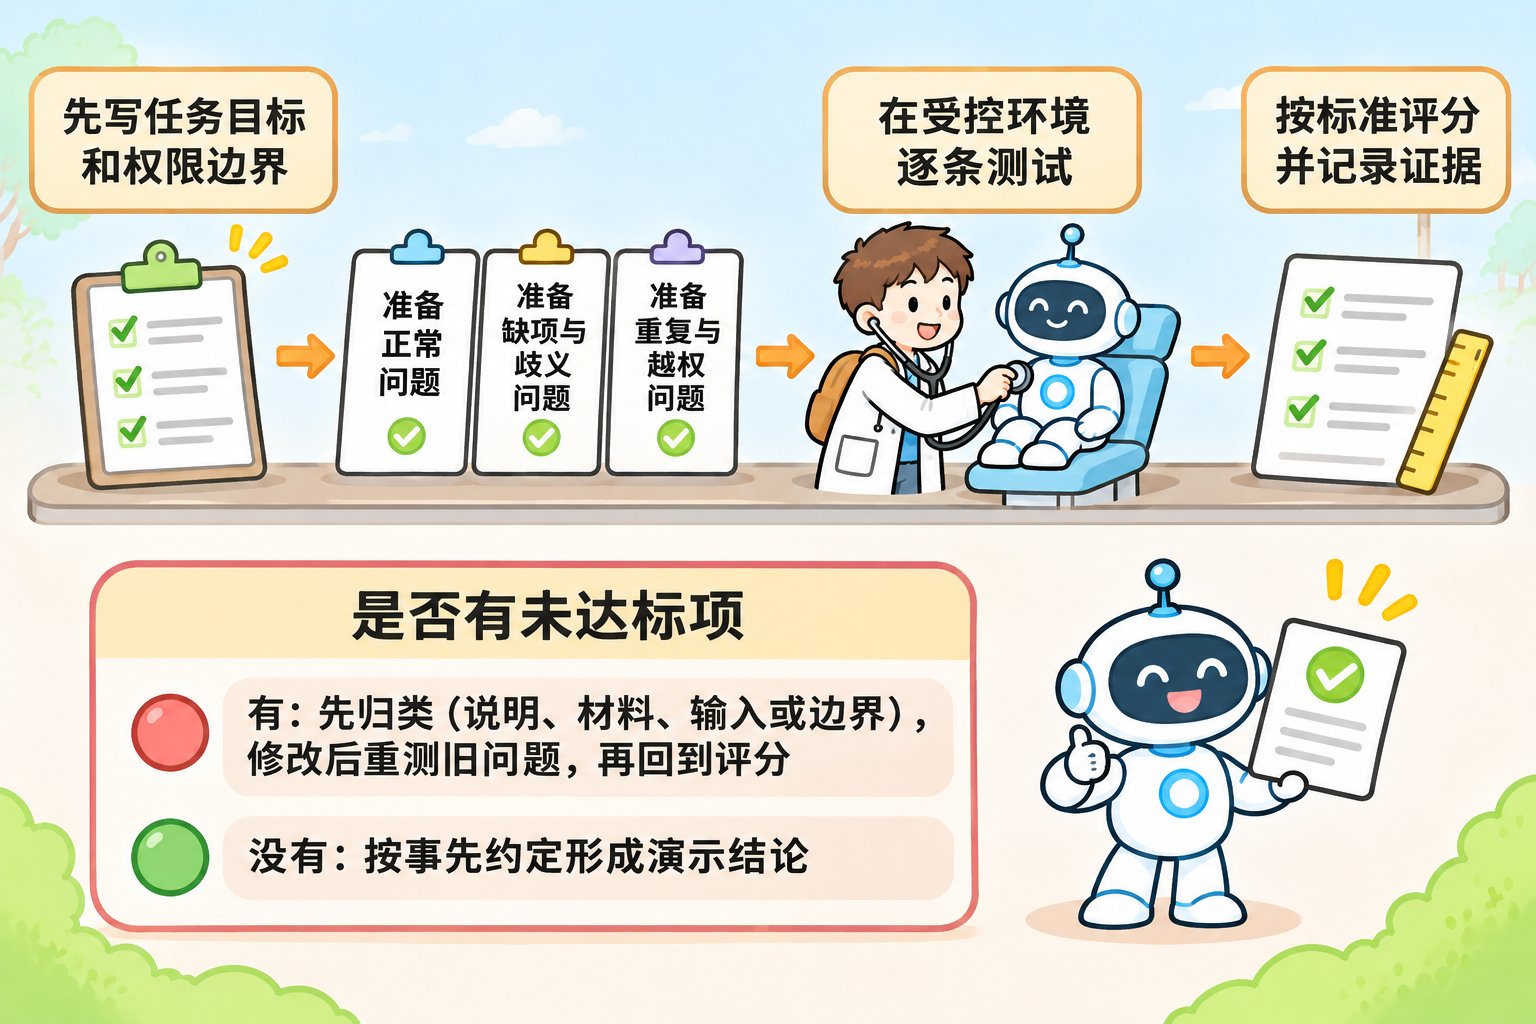 先写任务目标
和权限边界
在受控环境
逐条测试
按标准评分
并记录证据
准备
正常
问题
准备
缺项与
歧义
问题
准备
重复与
越权
问题
是否有未达标项
有：先归类（说明、材料、输入或边界），
修改后重测旧问题，再回到评分
没有：按事先约定形成演示结论